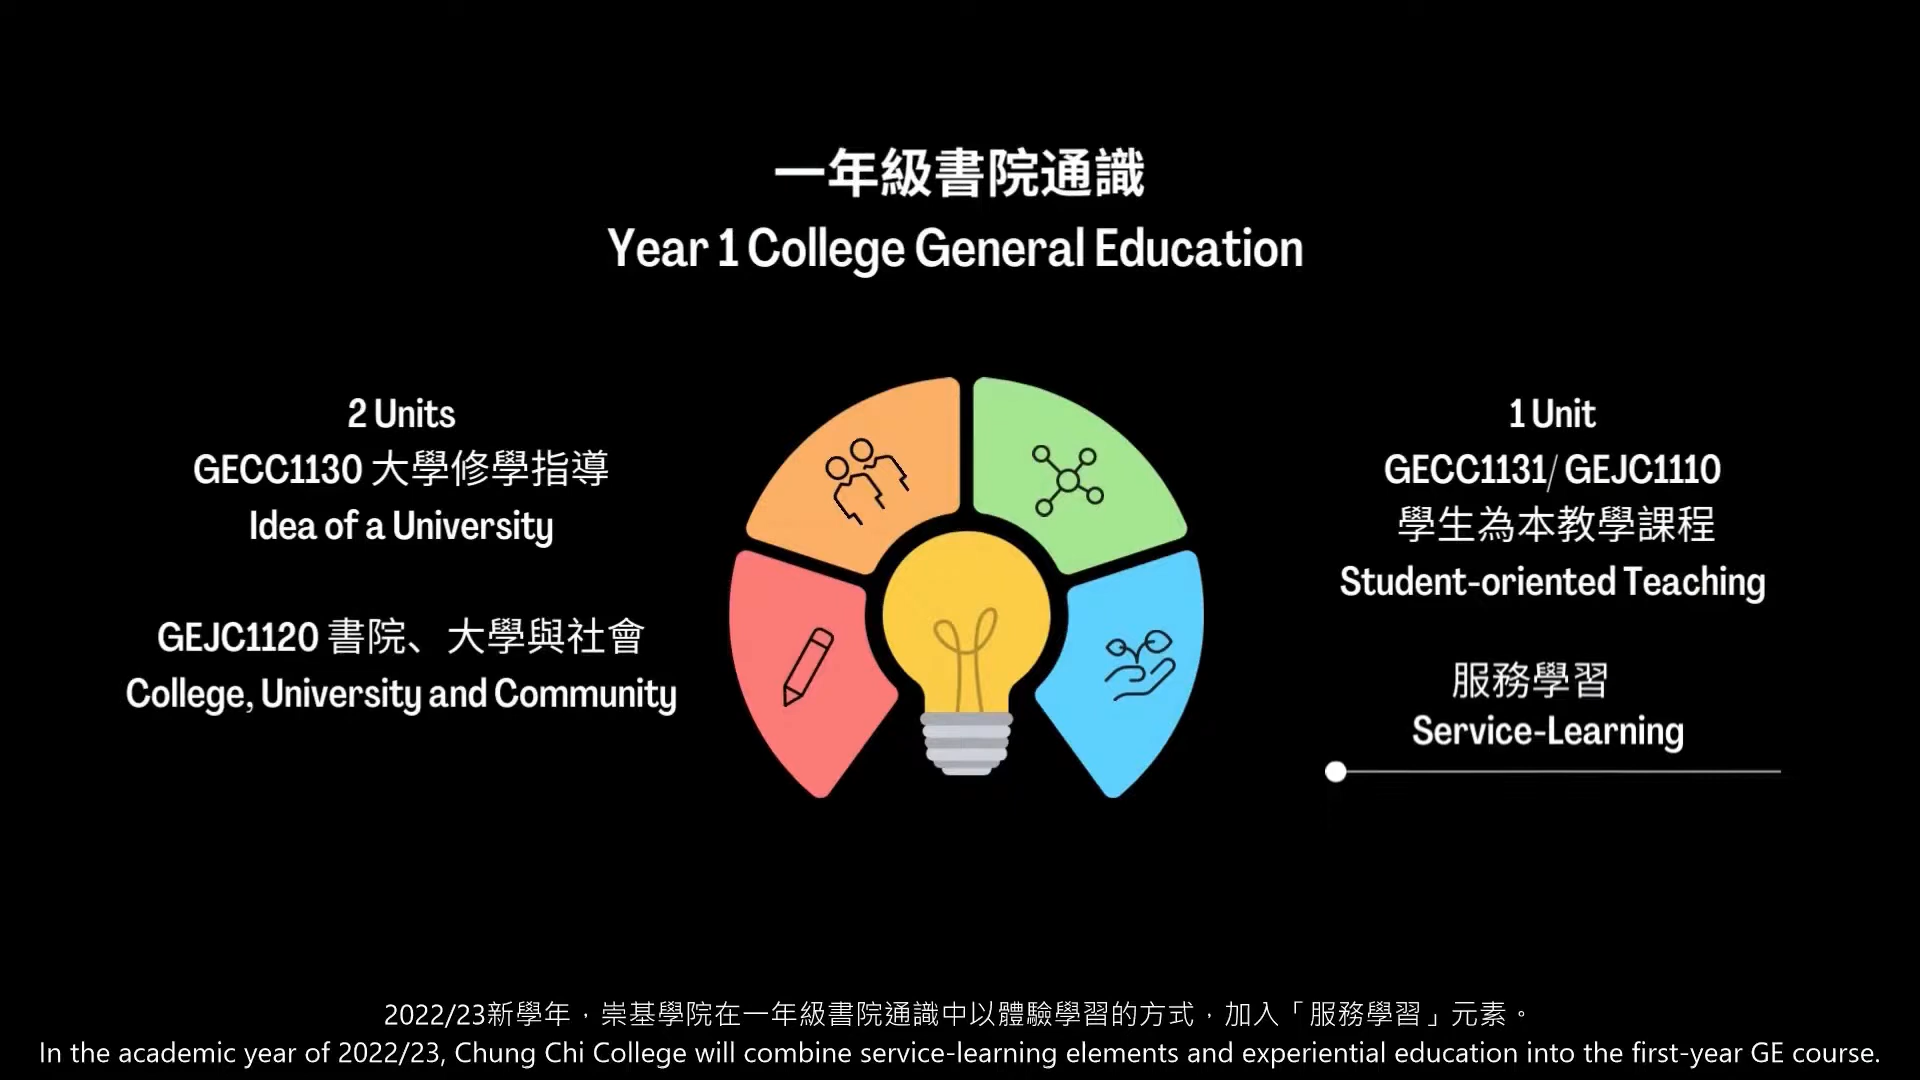 一年級書院通識
Year 1 College General Education
2 Units
GECC1130 大學修學指導
Idea of a University
GEJC1120 書院、大學與社會
College, University and Community
1 Unit
GECC1131/ GEJC1110
學生為本教學課程
Student-oriented Teaching
服務學習
Service-Learning
2022/23新學年，崇基學院在一年級書院通識中以體驗學習的方式，加入「服務學習」元素。
In the academic year of 2022/23, Chung Chi College will combine service-learning elements and experiential education into the first-year GE course.